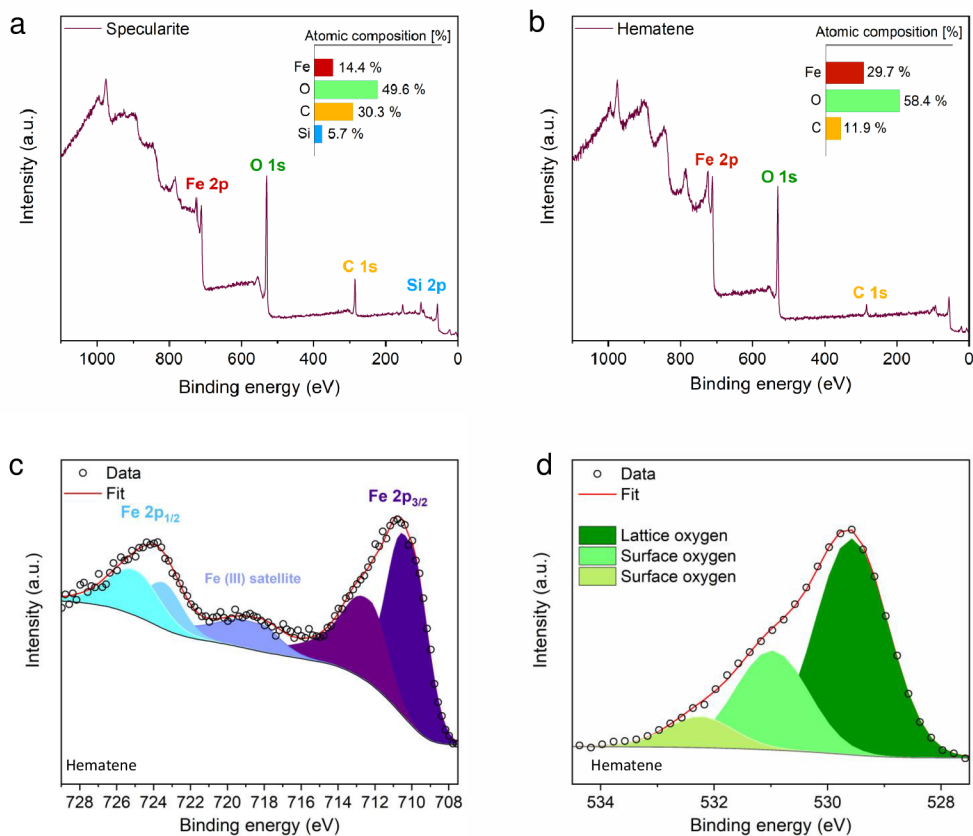 a
Specularite
Atomic composition [%]
Fe 14.4 %
O 49.6 %
C 30.3 %
Si 5.7 %
O 1s
Fe 2p
C 1s
Si 2p
Intensity (a.u.)
1000 800 600 400 200 0
Binding energy (eV)
b
Hematene
Atomic composition [%]
Fe 29.7 %
O 58.4 %
C 11.9 %
Fe 2p
O 1s
C 1s
Intensity (a.u.)
1000 800 600 400 200 0
Binding energy (eV)
c
Data
Fit
Fe 2p3/2
Fe 2p1/2
Fe (III) satellite
Intensity (a.u.)
Hematene
728 726 724 722 720 718 716 714 712 710 708
Binding energy (eV)
d
Data
Fit
Lattice oxygen
Surface oxygen
Surface oxygen
Intensity (a.u.)
Hematene
534 532 530 528
Binding energy (eV)